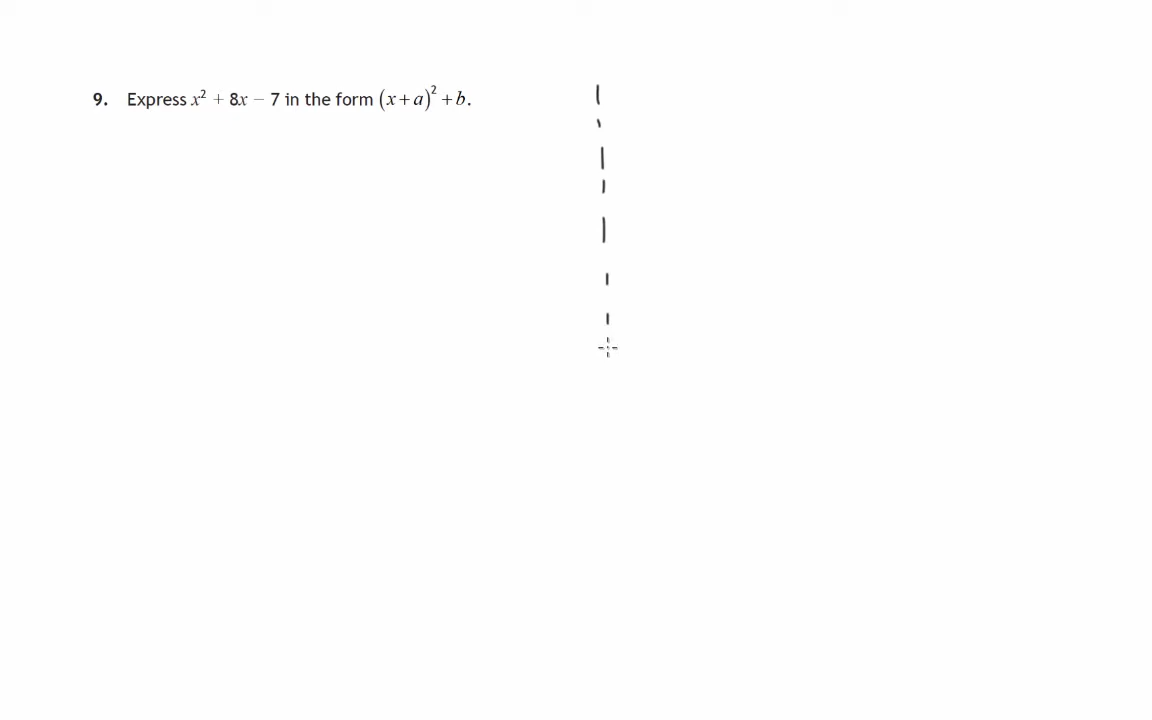 9. Express x² + 8x − 7 in the form (x + a)² + b.